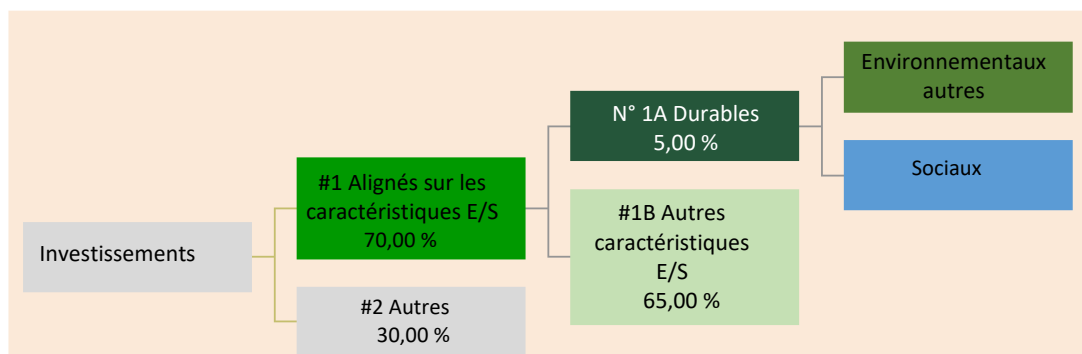 Investissements
#1 Alignés sur les
caractéristiques E/S
70,00 %
#2 Autres
30,00 %
N° 1A Durables
5,00 %
#1B Autres
caractéristiques
E/S
65,00 %
Environnementaux
autres
Sociaux